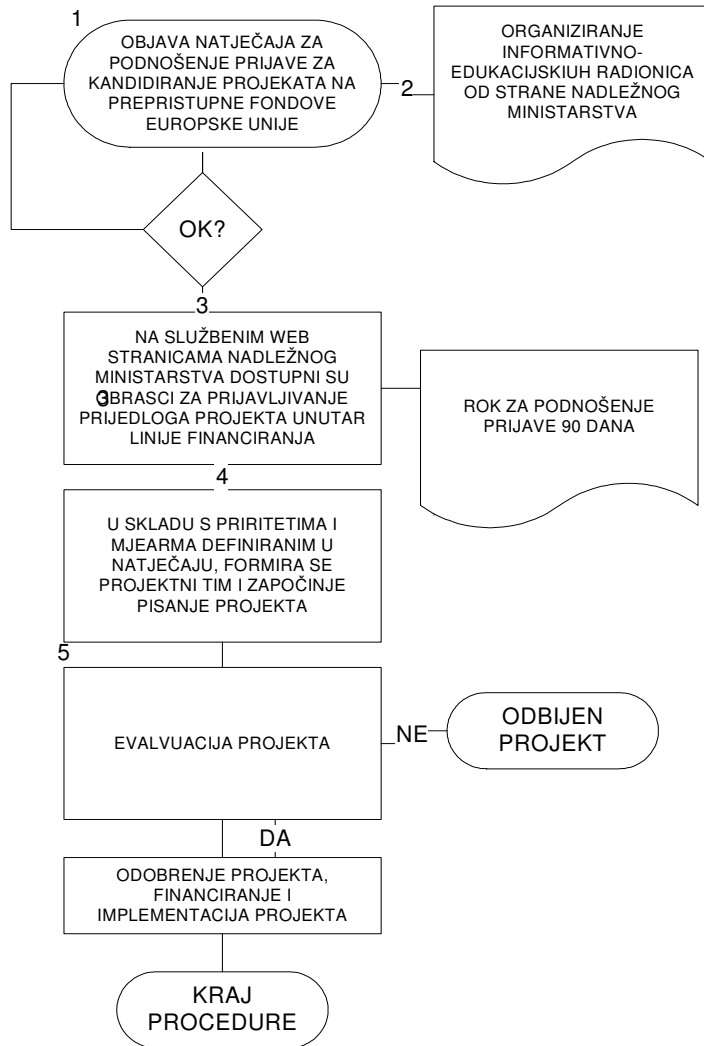 1
OBJAVA NATJEČAJA ZA
PODNOŠENJE PRIJAVE ZA
KANDIDIRANJE PROJEKATA NA
PREPRISTUPNE FONDOVE
EUROPSKE UNIJE
2
ORGANIZIRANJE
INFORMATIVNO-
EDUKACIJSKIUH RADIONICA
OD STRANE NADLEŽNOG
MINISTARSTVA
OK?
3
NA SLUŽBENIM WEB
STRANICAMA NADLEŽNOG
MINISTARSTVA DOSTUPNI SU
3
OBRASCI ZA PRIJAVLJIVANJE
PRIJEDLOGA PROJEKTA UNUTAR
LINIJE FINANCIRANJA
ROK ZA PODNOŠENJE
PRIJAVE 90 DANA
4
U SKLADU S PRIRITETIMA I
MJEARMA DEFINIRANIM U
NATJEČAJU, FORMIRA SE
PROJEKTNI TIM I ZAPOČINJE
PISANJE PROJEKTA
5
EVALVUACIJA PROJEKTA
NE
ODBIJEN
PROJEKT
DA
ODOBRENJE PROJEKTA,
FINANCIRANJE I
IMPLEMENTACIJA PROJEKTA
KRAJ
PROCEDURE